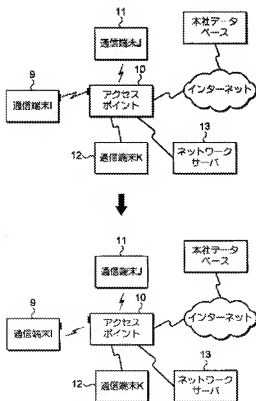 11
通信端末J
本社データ
ベース
9
10
通信端末I
アクセス
ポイント
インターネット
13
12
通信端末K
ネットワーク
サーバ
11
通信端末J
本社データ
ベース
9
10
通信端末I
アクセス
ポイント
インターネット
13
12
通信端末K
ネットワーク
サーバ